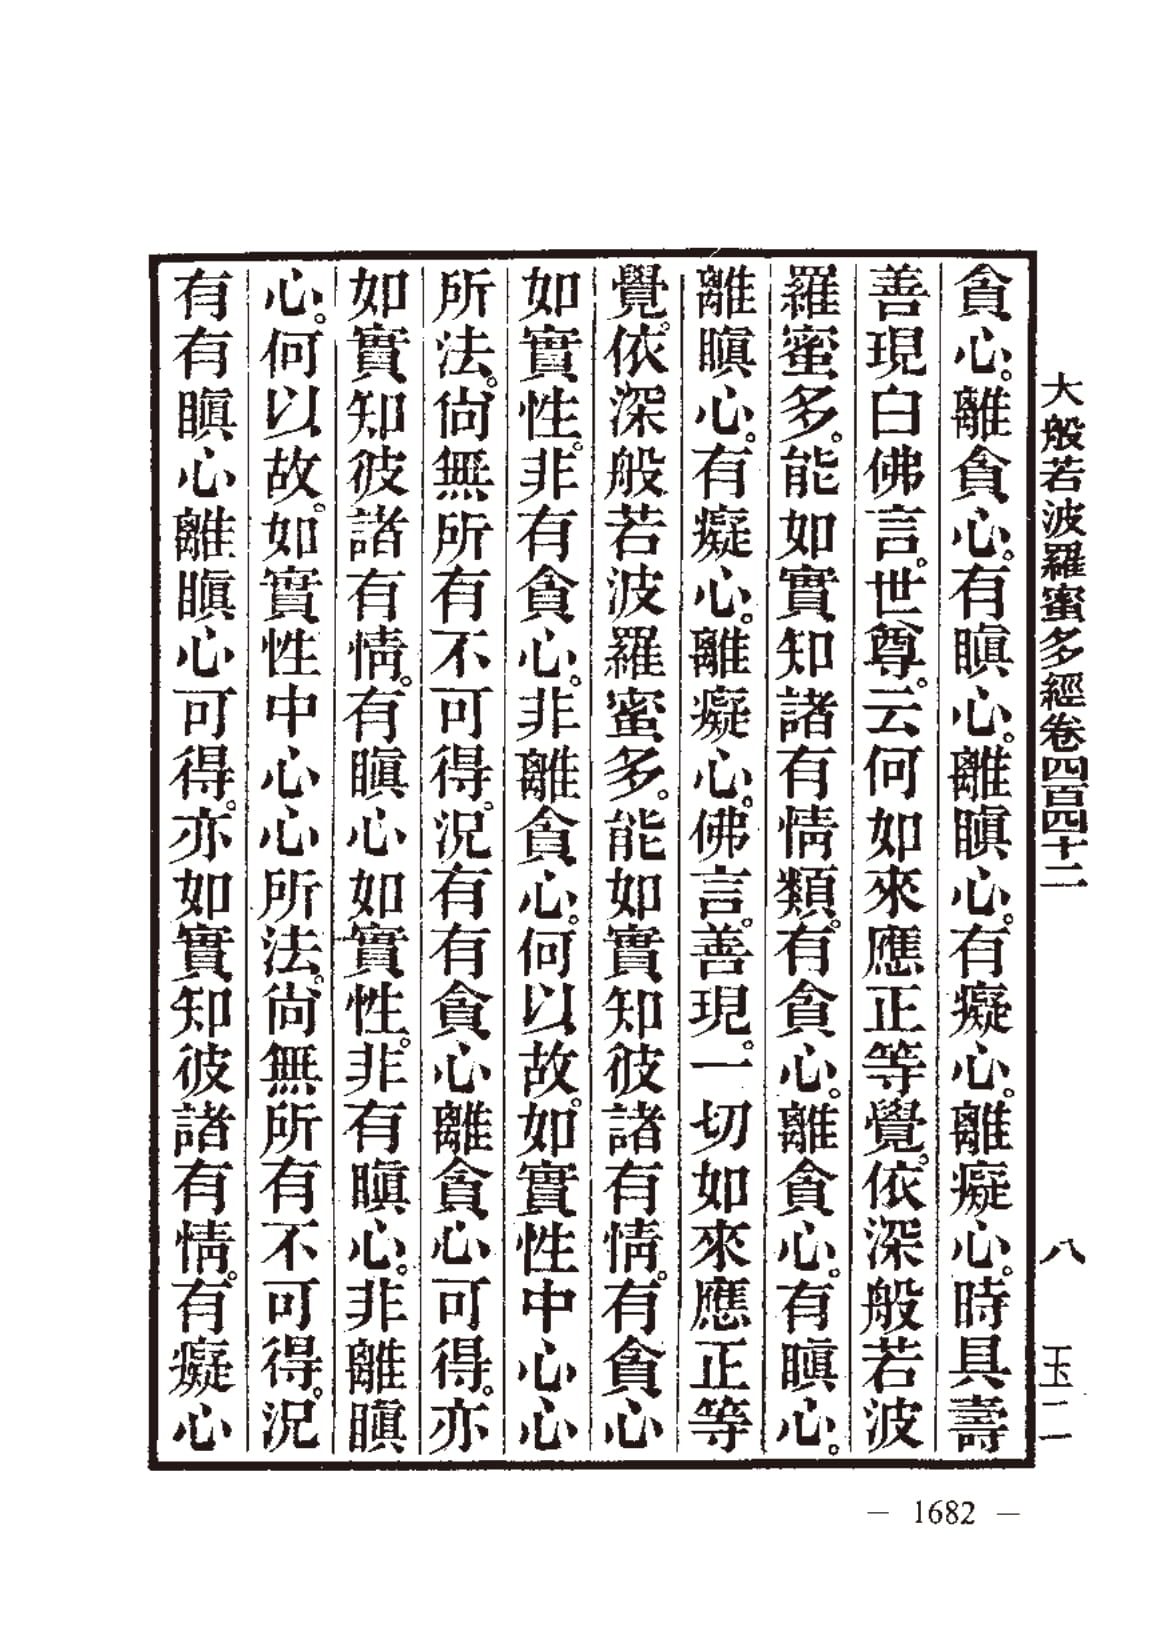 大般若波羅蜜多經卷四百四十二　八　玉二
貪心。離貪心。有瞋心。離瞋心。有癡心。離癡心。時具壽
善現白佛言。世尊。云何如來應正等覺。依深般若波
羅蜜多。能如實知諸有情類。有貪心。離貪心。有瞋心。
離瞋心。有癡心。離癡心。佛言。善現。一切如來應正等
覺。依深般若波羅蜜多。能如實知彼諸有情。有貪心
如實性。非有貪心。非離貪心。何以故。如實性中心心
所法。尚無所有不可得。況有有貪心離貪心可得。亦
如實知彼諸有情。有瞋心如實性。非有瞋心。非離瞋
心。何以故。如實性中心心所法。尚無所有不可得。況
有有瞋心離瞋心可得。亦如實知彼諸有情。有癡心
— 1682 —